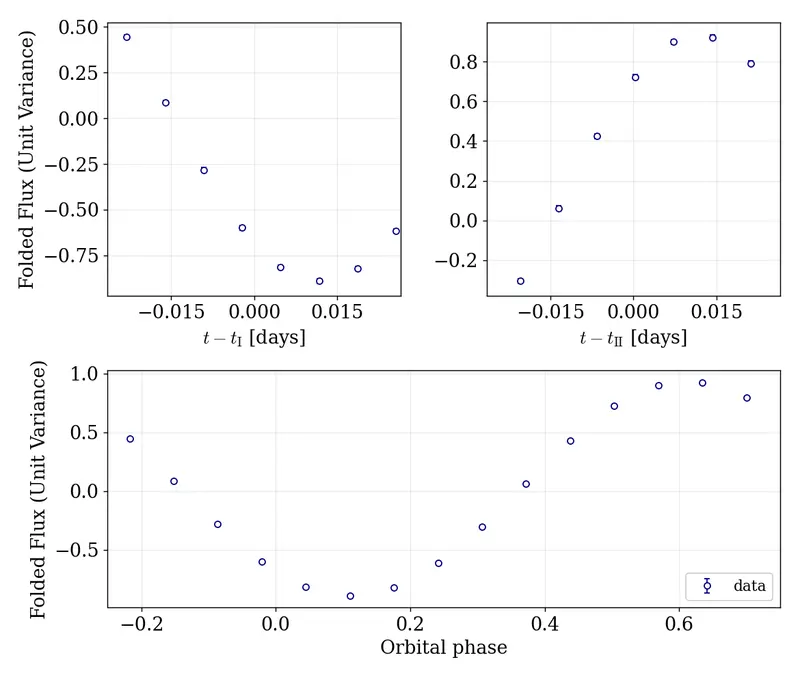 Folded Flux (Unit Variance)
0.50
0.25
0.00
−0.25
−0.50
−0.75
−0.015 0.000 0.015
t − tI [days]
0.8
0.6
0.4
0.2
0.0
−0.2
−0.015 0.000 0.015
t − tII [days]
Folded Flux (Unit Variance)
1.0
0.5
0.0
−0.5
−0.2 0.0 0.2 0.4 0.6
Orbital phase
data